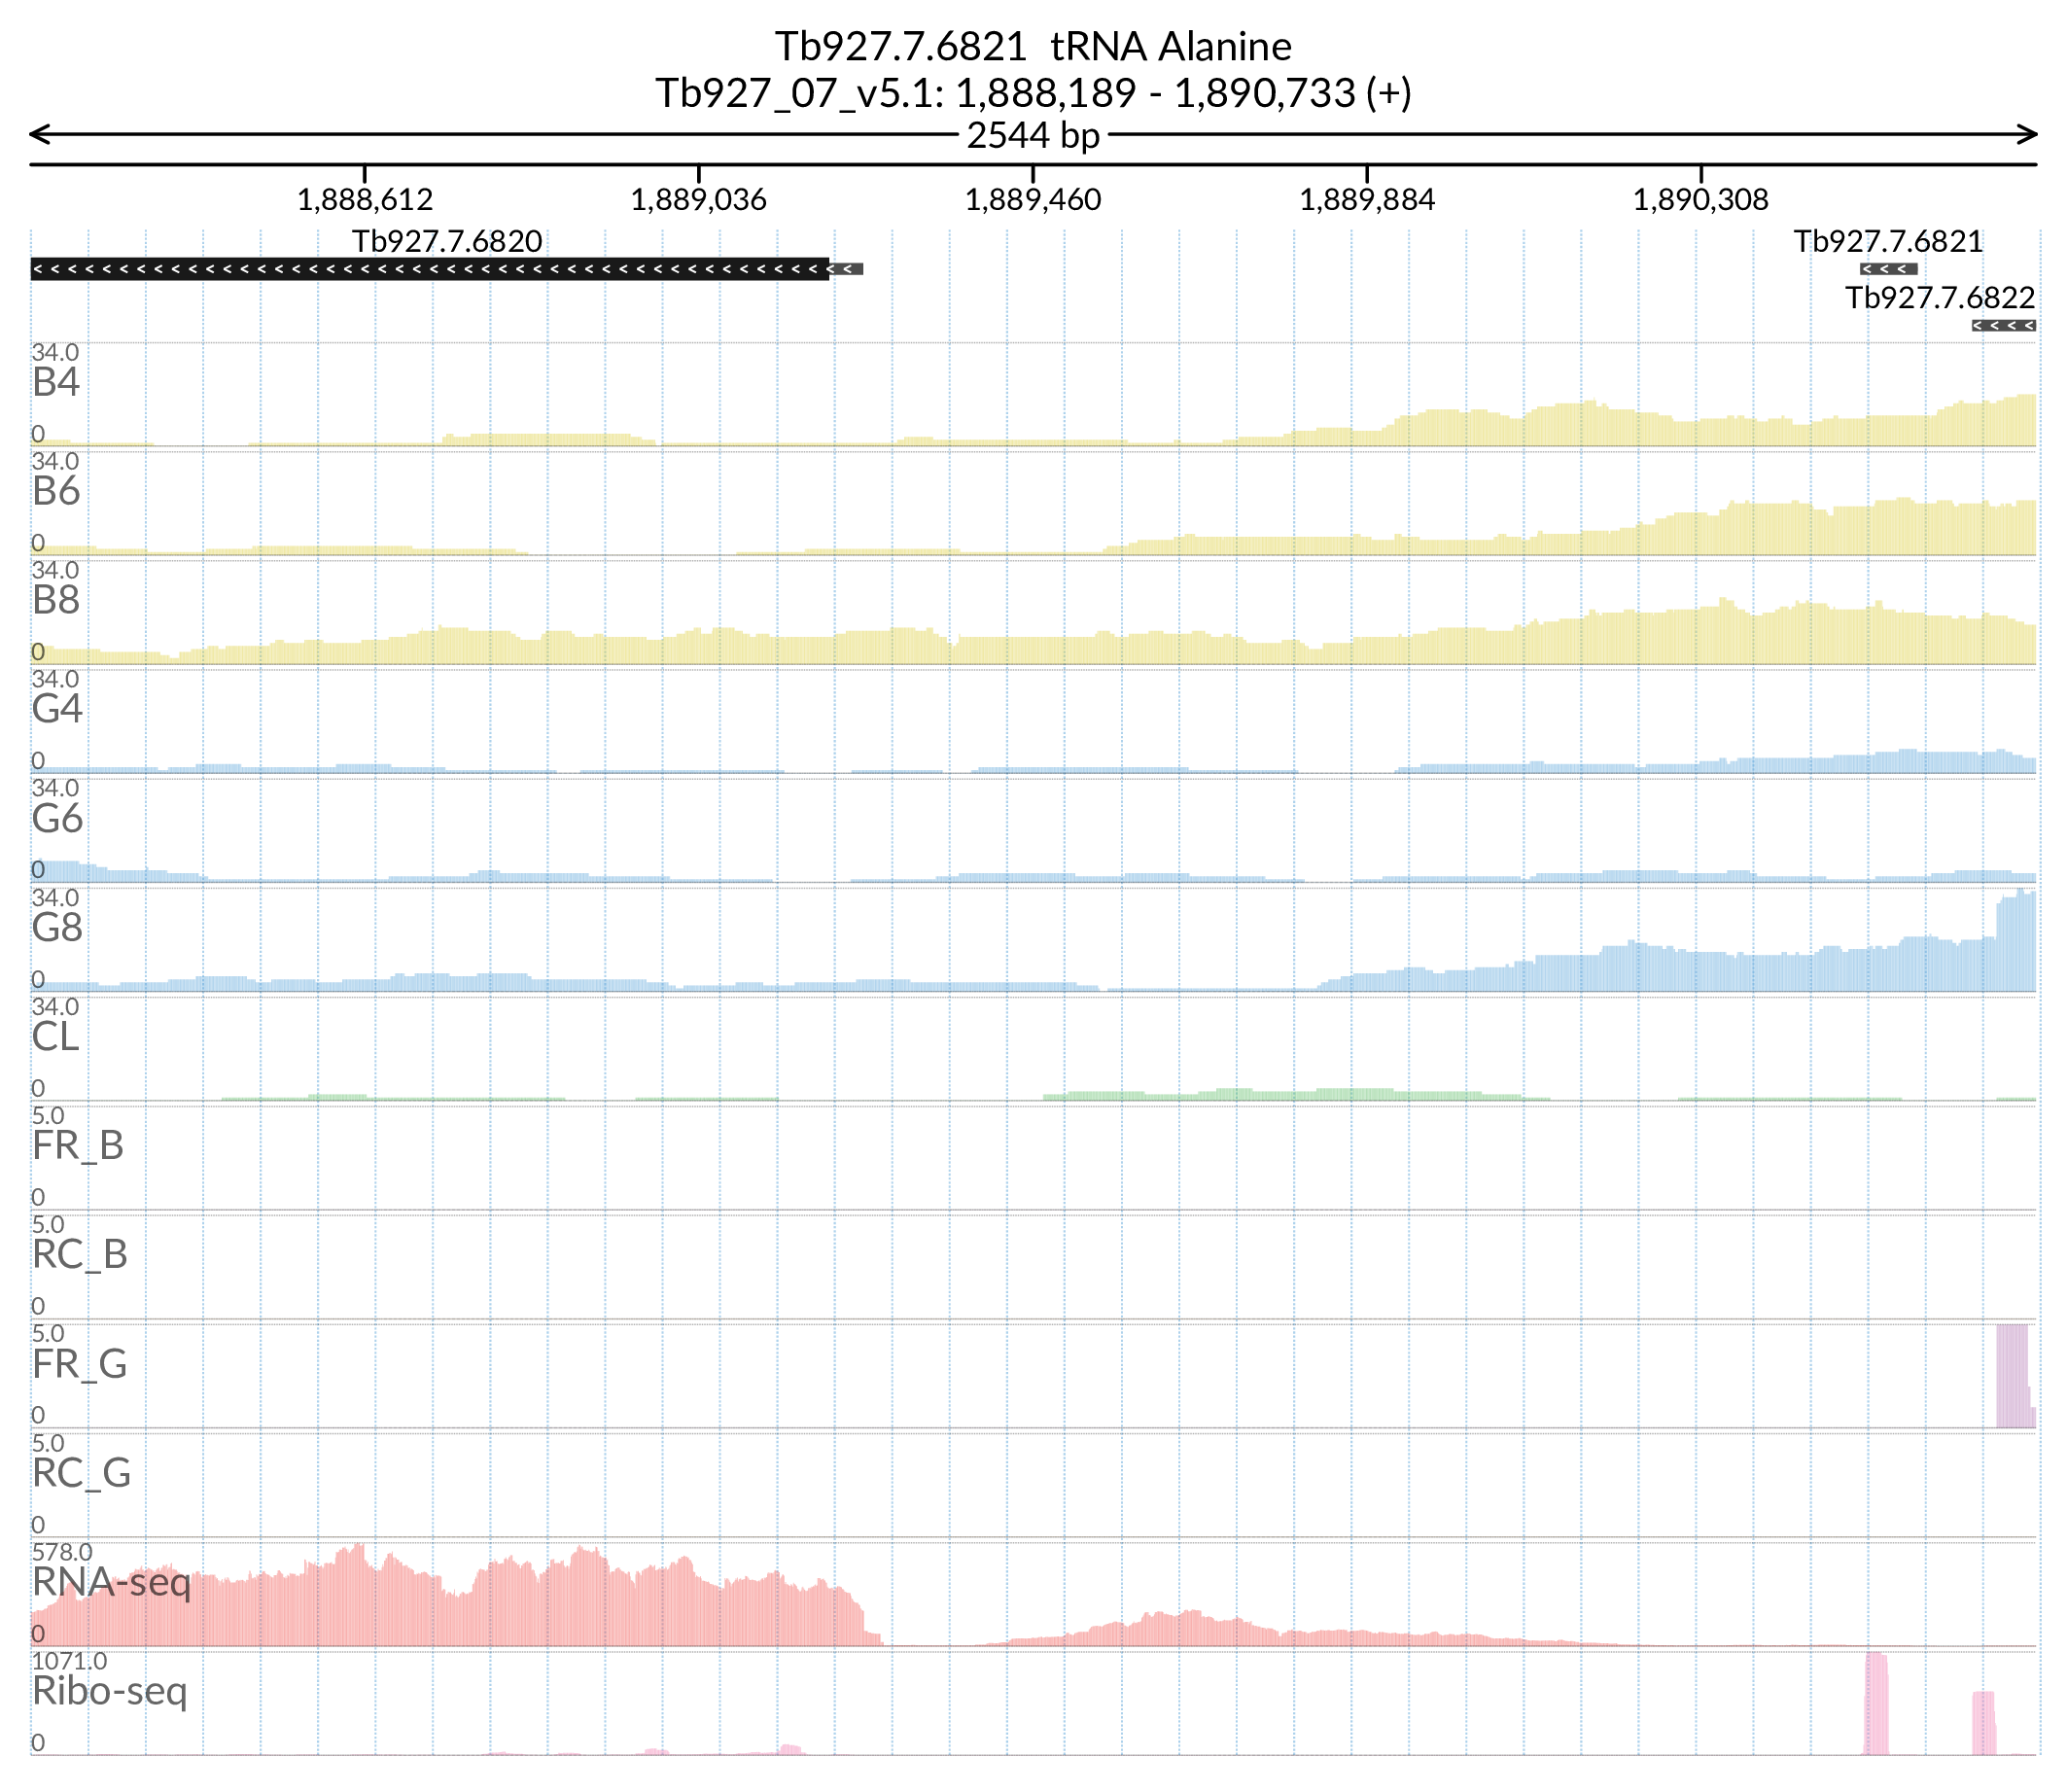 Tb927.7.6821 tRNA Alanine
Tb927_07_v5.1: 1,888,189 - 1,890,733 (+)
2544 bp
1,888,612 1,889,036 1,889,460 1,889,884 1,890,308
Tb927.7.6820 Tb927.7.6821
Tb927.7.6822
34.0
B4
0
34.0
B6
0
34.0
B8
0
34.0
G4
0
34.0
G6
0
34.0
G8
0
34.0
CL
0
5.0
FR_B
0
5.0
RC_B
0
5.0
FR_G
0
5.0
RC_G
0
578.0
RNA-seq
0
1071.0
Ribo-seq
0